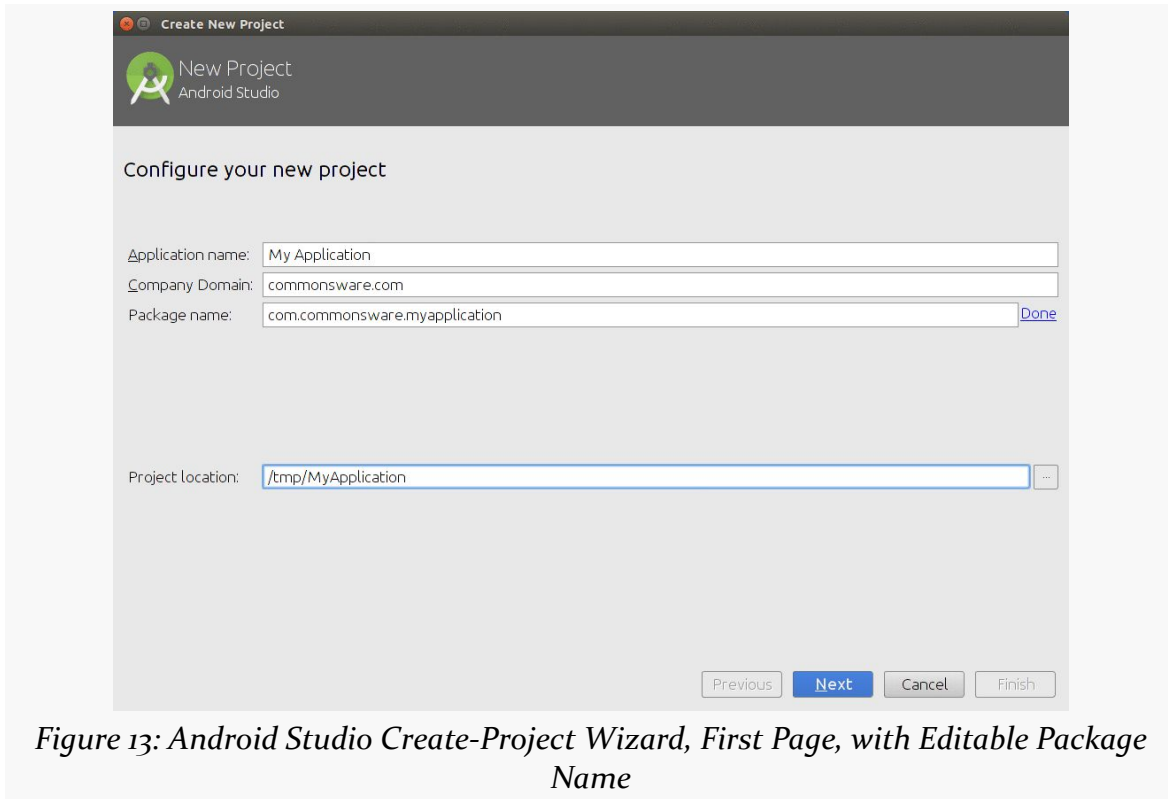 Create New Project
New Project
Android Studio
Configure your new project
Application name: My Application
Company Domain: commonsware.com
Package name: com.commonsware.myapplication Done
Project location: /tmp/MyApplication ...
Previous Next Cancel Finish
Figure 13: Android Studio Create-Project Wizard, First Page, with Editable Package
Name